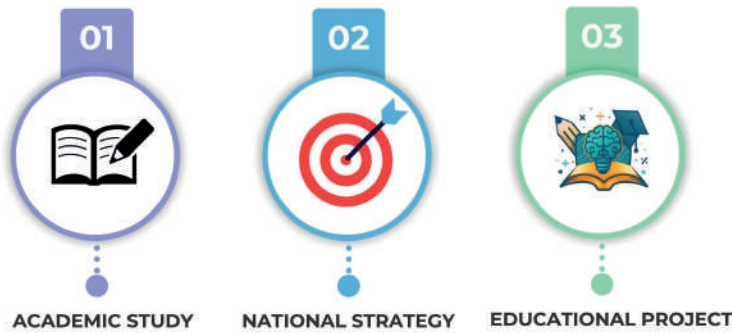 01
02
03
ACADEMIC STUDY
NATIONAL STRATEGY
EDUCATIONAL PROJECT